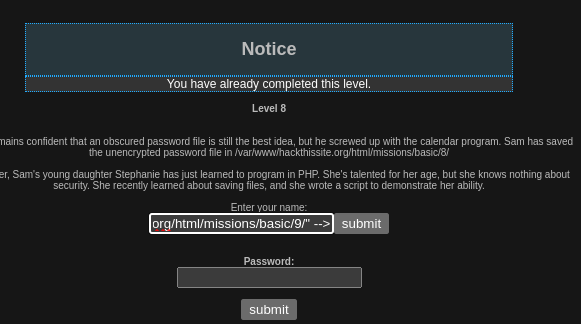 Notice
You have already completed this level.
Level 8
mains confident that an obscured password file is still the best idea, but he screwed up with the calendar program. Sam has saved
the unencrypted password file in /var/www/hackthissite.org/html/missions/basic/8/
er, Sam's young daughter Stephanie has just learned to program in PHP. She's talented for her age, but she knows nothing about
security. She recently learned about saving files, and she wrote a script to demonstrate her ability.
Enter your name:
org/html/missions/basic/9/" --> submit
Password:
submit